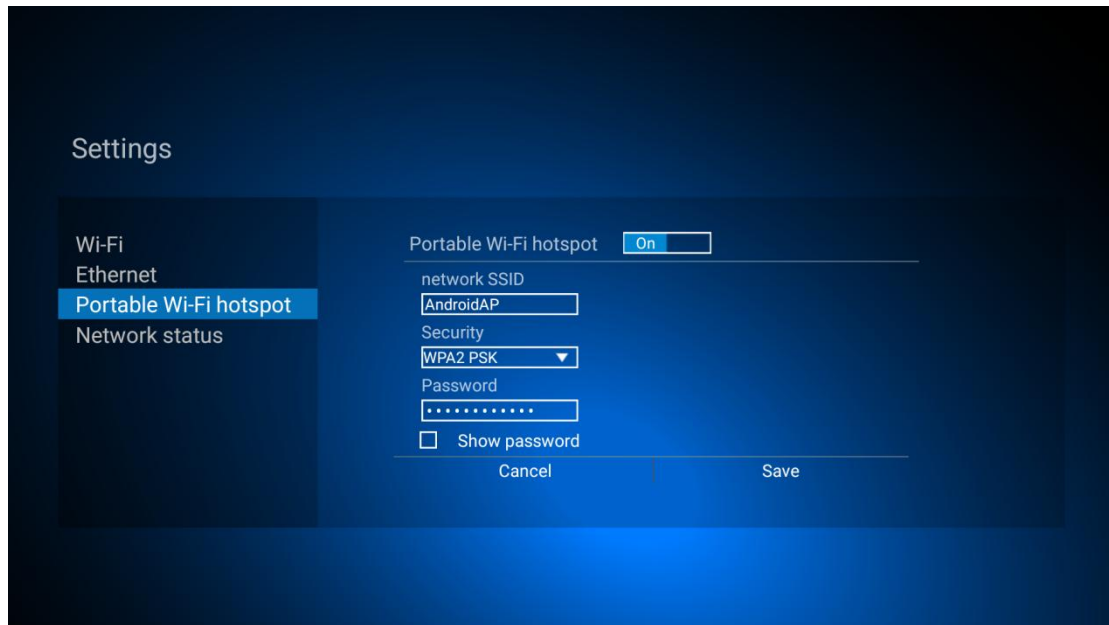 Settings
Wi-Fi
Ethernet
Portable Wi-Fi hotspot
Network status
Portable Wi-Fi hotspot On
network SSID
AndroidAP
Security
WPA2 PSK
Password
••••••••••••
Show password
Cancel Save